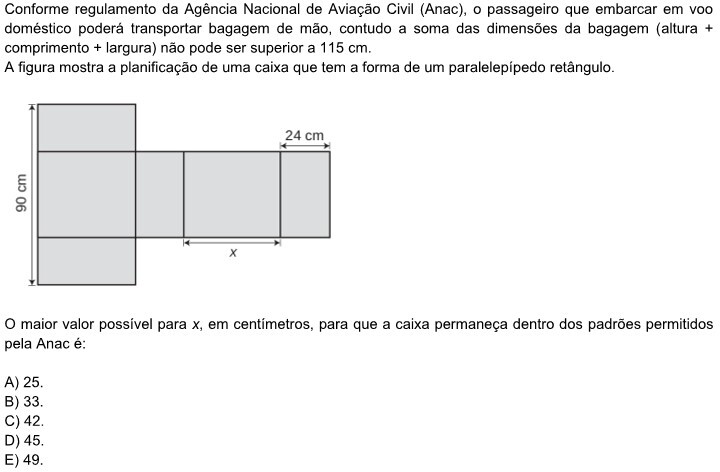 Conforme regulamento da Agência Nacional de Aviação Civil (Anac), o passageiro que embarcar em voo
doméstico poderá transportar bagagem de mão, contudo a soma das dimensões da bagagem (altura +
comprimento + largura) não pode ser superior a 115 cm.
A figura mostra a planificação de uma caixa que tem a forma de um paralelepípedo retângulo.
24 cm
90 cm
x
O maior valor possível para x, em centímetros, para que a caixa permaneça dentro dos padrões permitidos
pela Anac é:
A) 25.
B) 33.
C) 42.
D) 45.
E) 49.